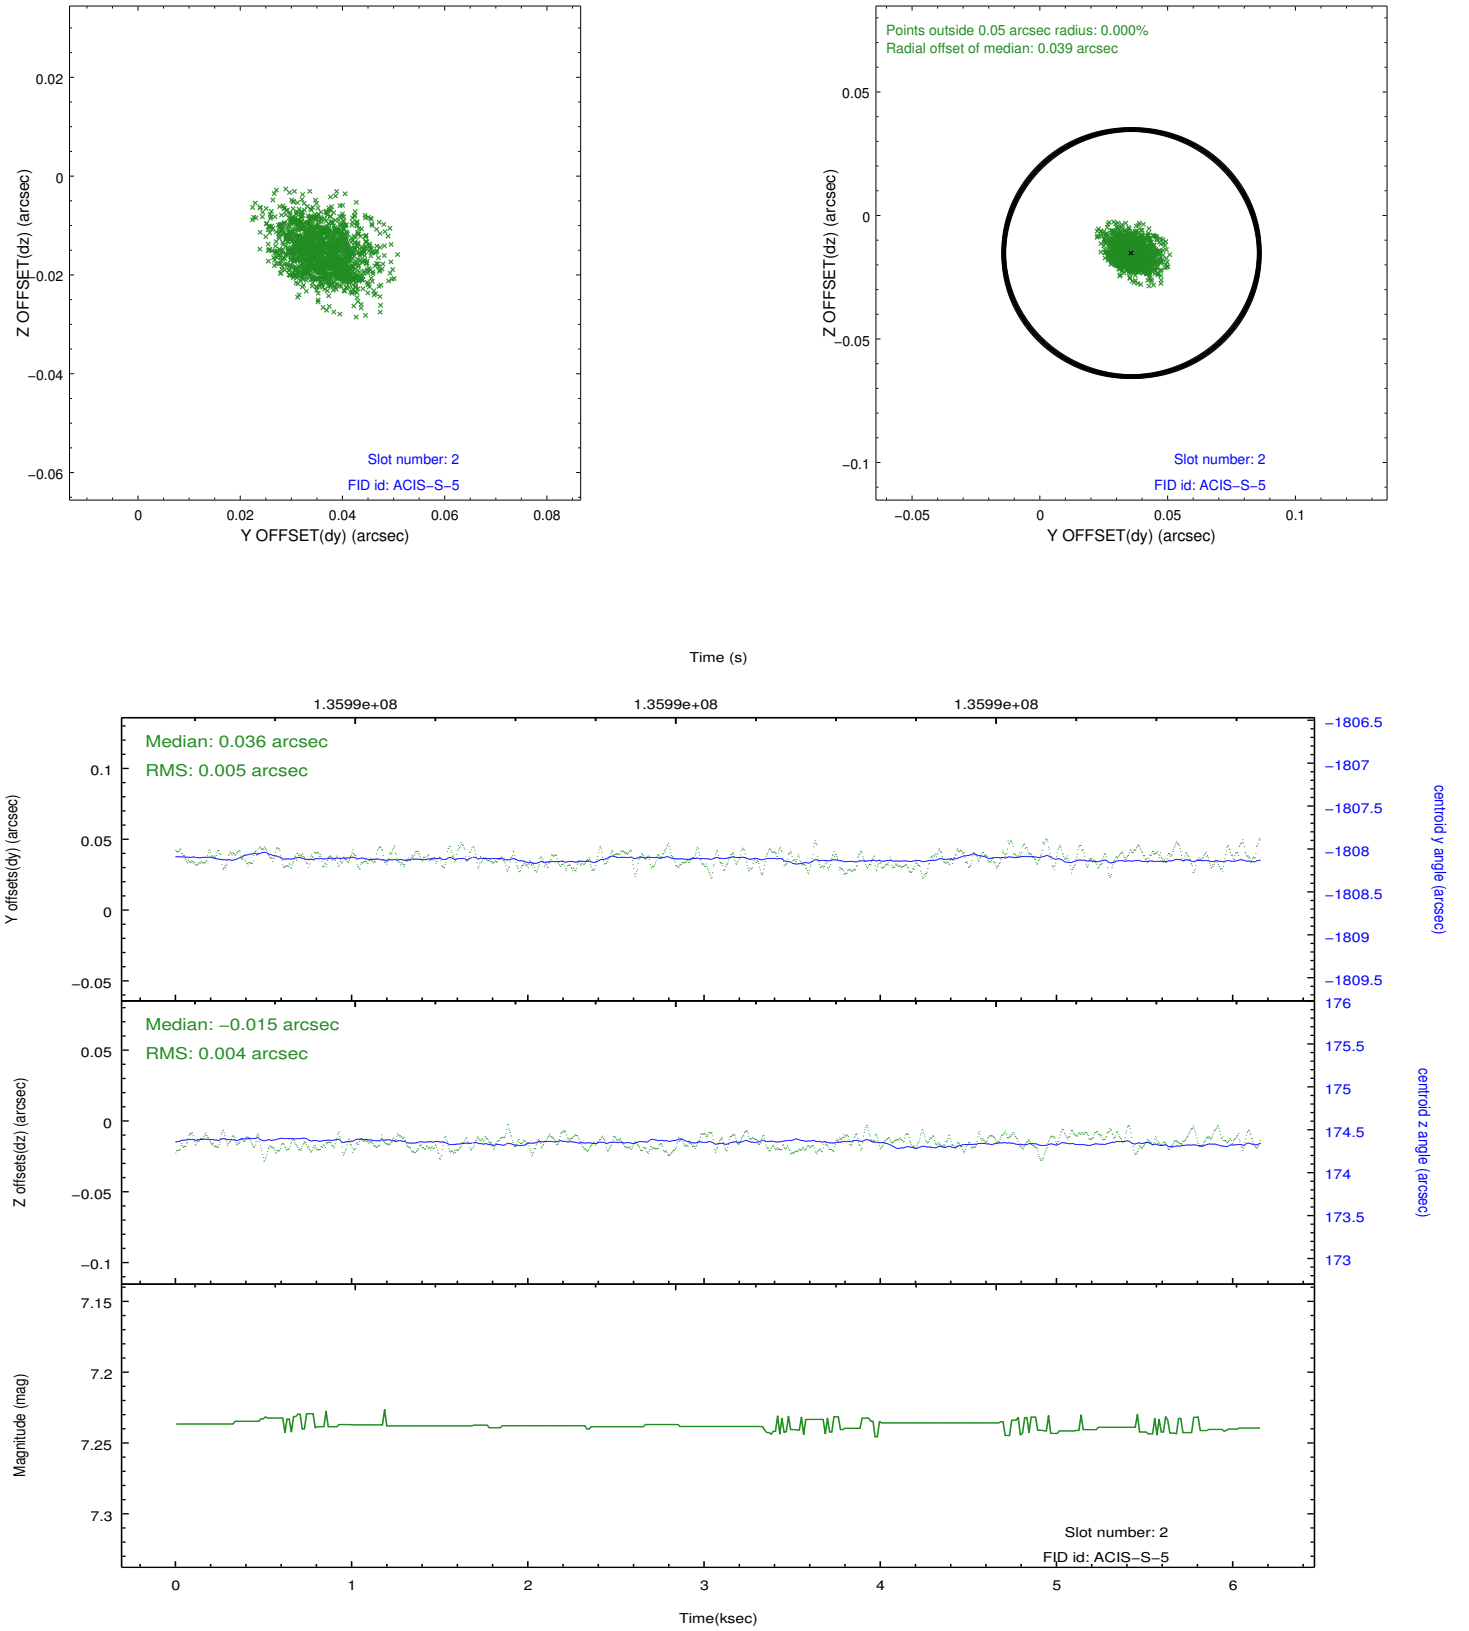 0.02
0
−0.02
−0.04
−0.06
Z OFFSET(dz) (arcsec)
Slot number: 2
FID id: ACIS−S−5
0
0.02
0.04
0.06
0.08
Y OFFSET(dy) (arcsec)
Points outside 0.05 arcsec radius: 0.000%
Radial offset of median: 0.039 arcsec
0.05
0
−0.05
−0.1
Z OFFSET(dz) (arcsec)
Slot number: 2
FID id: ACIS−S−5
−0.05
0
0.05
0.1
Y OFFSET(dy) (arcsec)
Time (s)
1.3599e+08
1.3599e+08
1.3599e+08
Median: 0.036 arcsec
RMS: 0.005 arcsec
0.1
0.05
0
−0.05
Y offsets(dy) (arcsec)
−1806.5
−1807
−1807.5
−1808
−1808.5
−1809
−1809.5
centroid y angle (arcsec)
Median: −0.015 arcsec
RMS: 0.004 arcsec
0.05
0
−0.05
−0.1
Z offsets(dz) (arcsec)
176
175.5
175
174.5
174
173.5
173
centroid z angle (arcsec)
7.15
7.2
7.25
7.3
Magnitude (mag)
Slot number: 2
FID id: ACIS−S−5
0
1
2
3
4
5
6
Time(ksec)